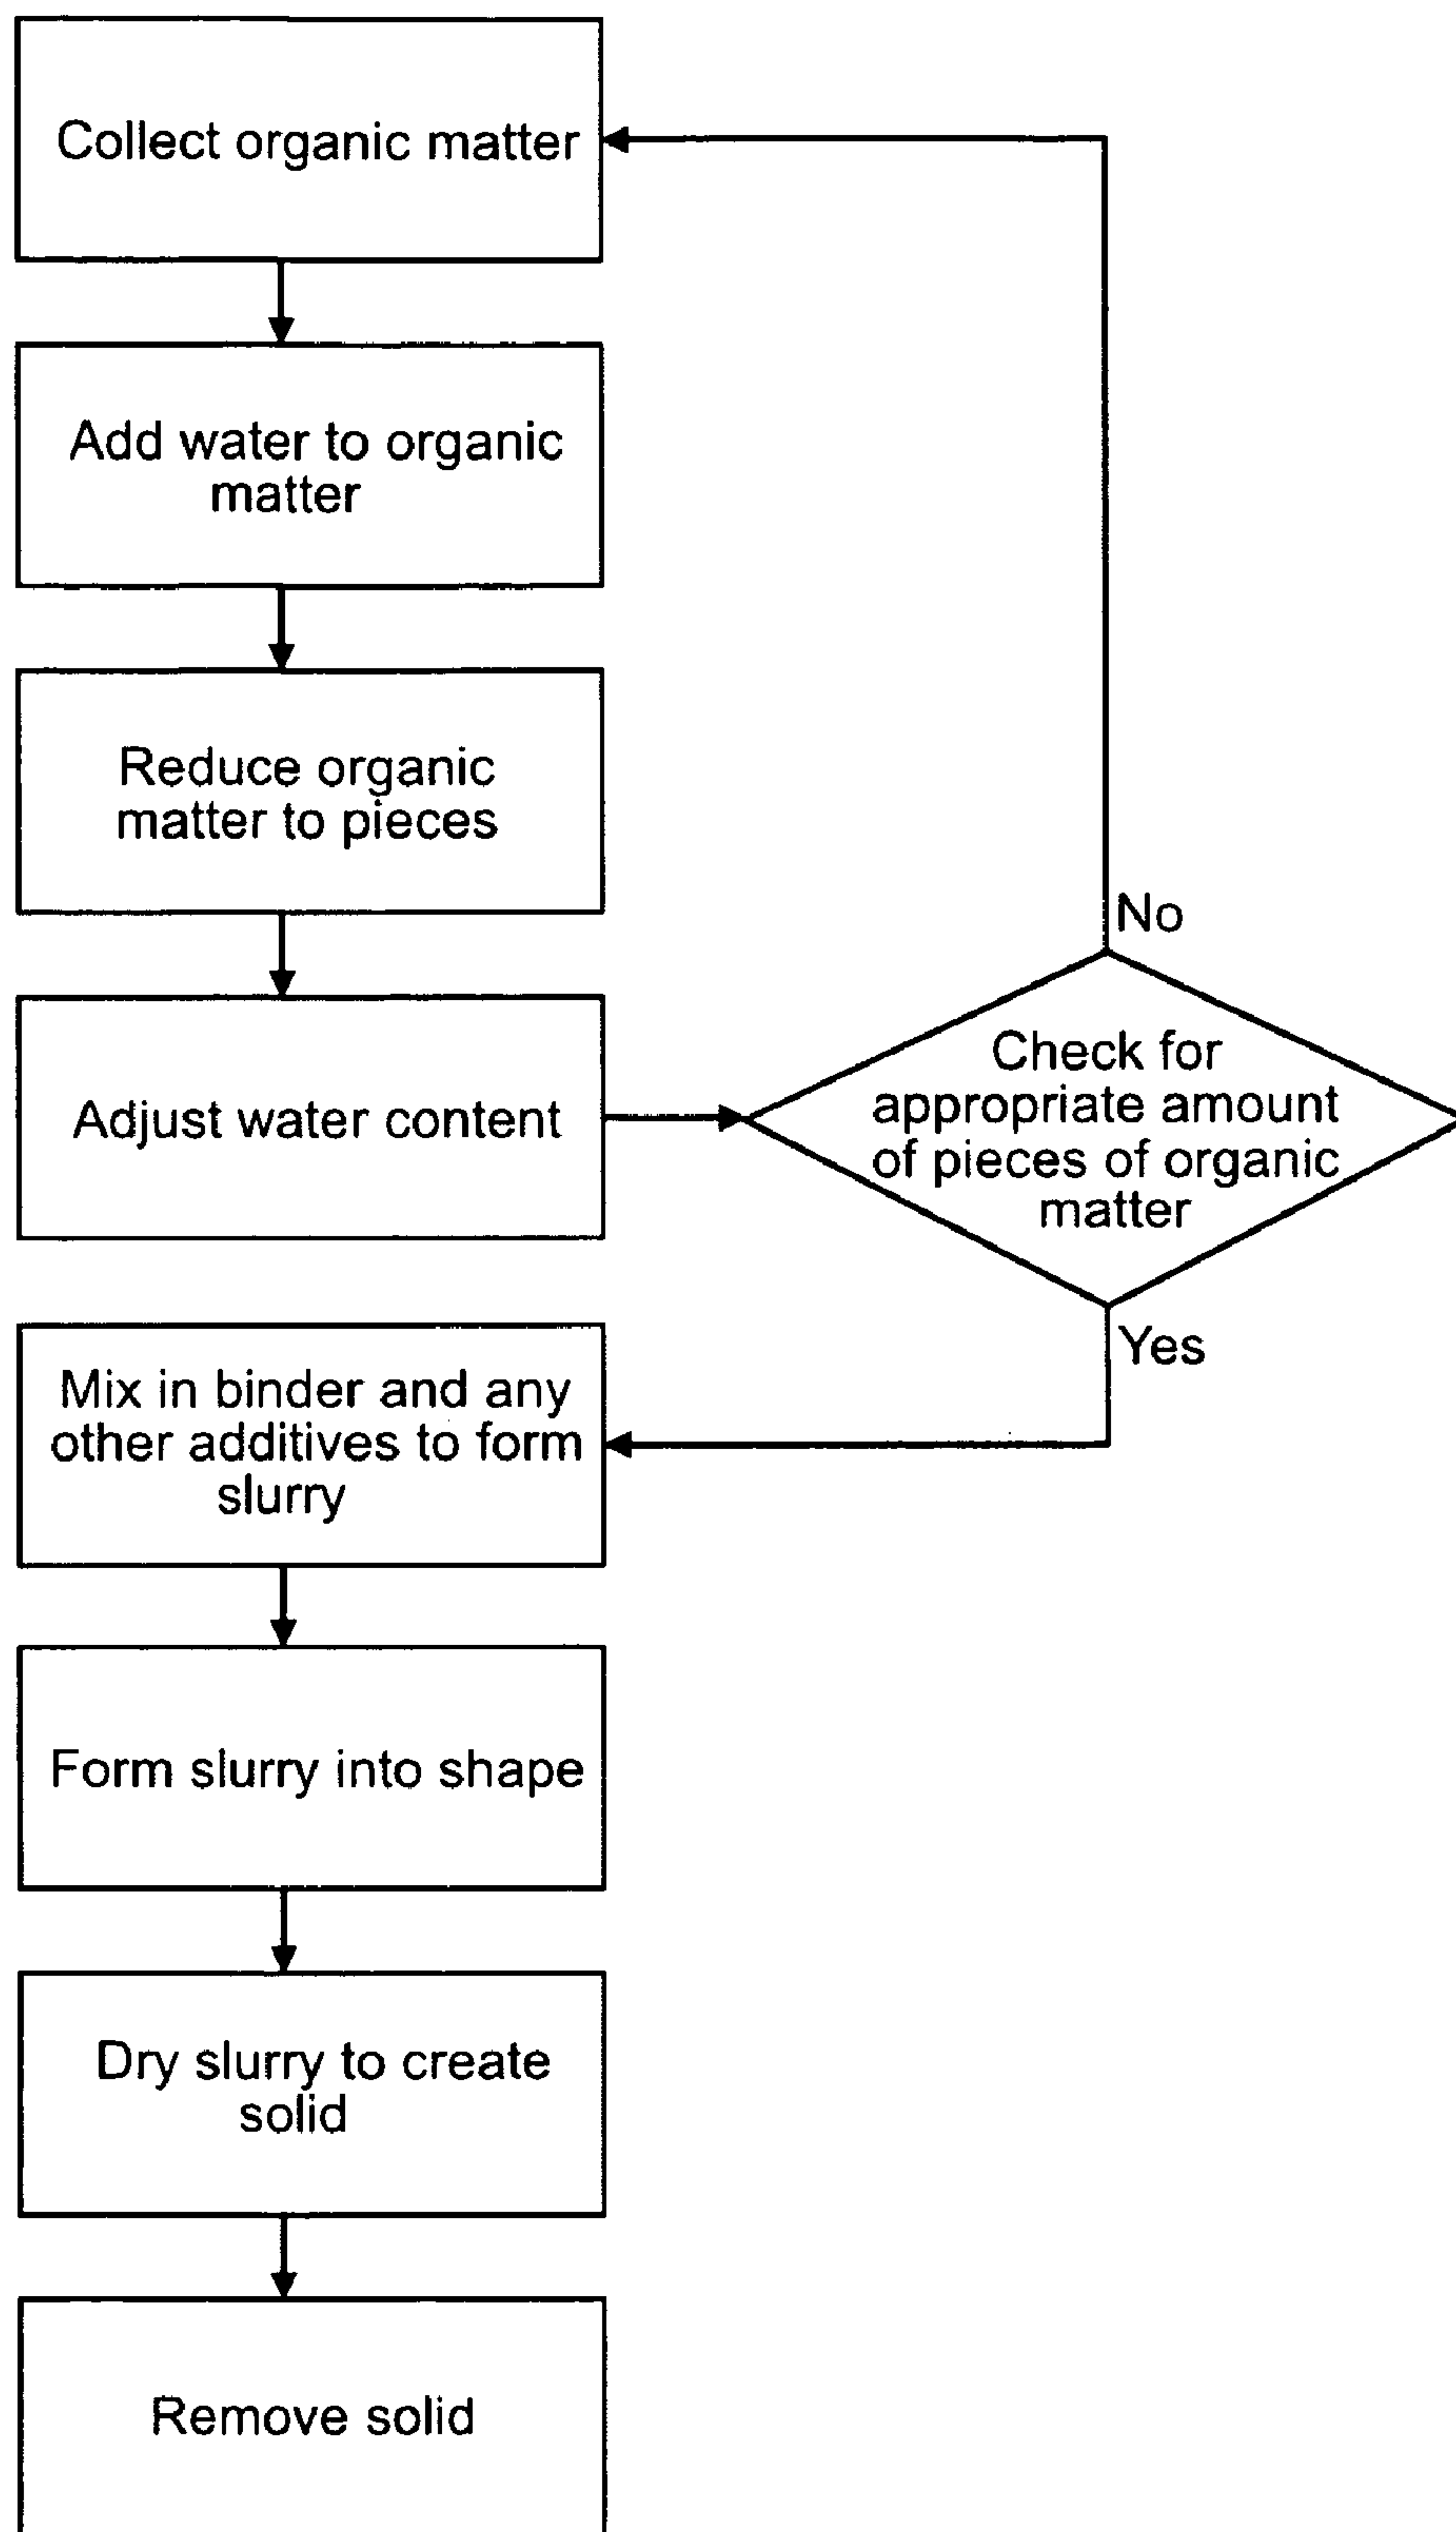 Collect organic matter
Add water to organic
matter
Reduce organic
matter to pieces
No
Adjust water content
Check for
appropriate amount
of pieces of organic
matter
Yes
Mix in binder and any
other additives to form
slurry
Form slurry into shape
Dry slurry to create
solid
Remove solid